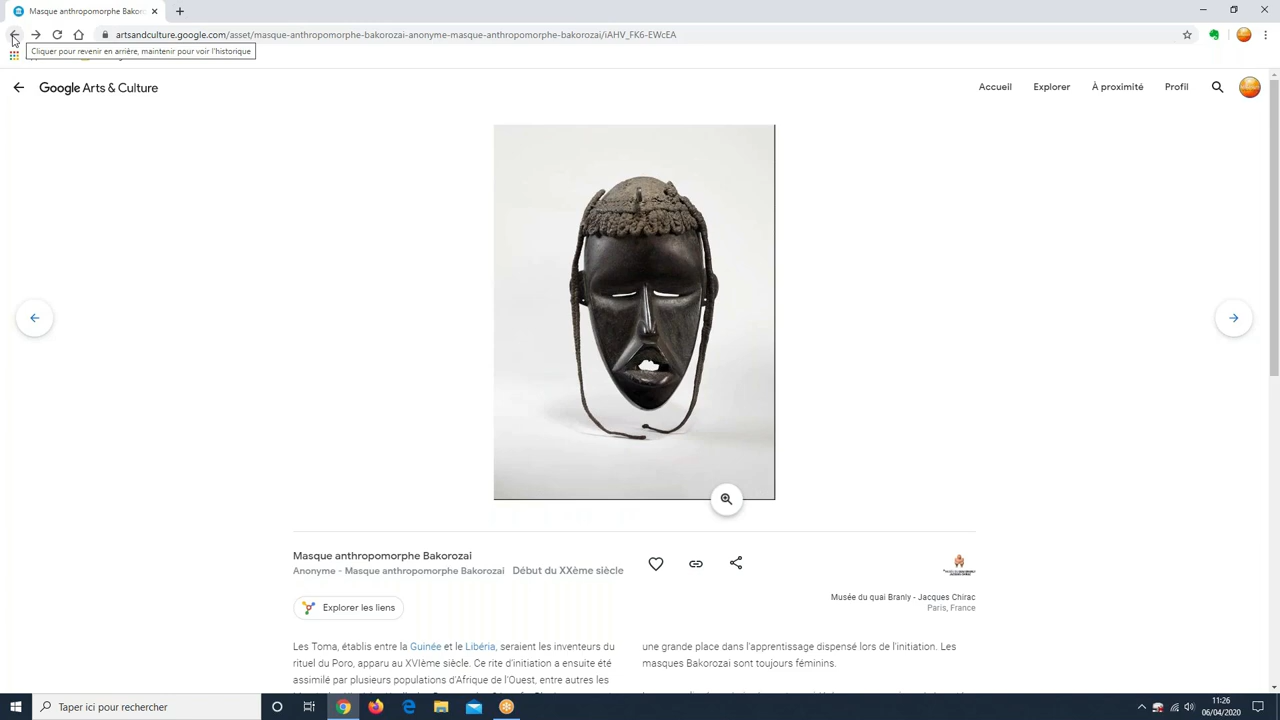 Masque anthropomorphe Bakoroz
artsandculture.google.com/asset/masque-anthropomorphe-bakorozai-anonyme-masque-anthropomorphe-bakorozai/iAHV_FK6-EWcEA
Cliquer pour revenir en arrière, maintenir pour voir l'historique
Google Arts & Culture
Accueil
Explorer
À proximité
Profil
Masque anthropomorphe Bakorozai
Anonyme - Masque anthropomorphe Bakorozai Début du XXème siècle
Musée du quai Branly - Jacques Chirac
Paris, France
Explorer les liens
Les Toma, établis entre la Guinée et le Libéria, seraient les inventeurs du
rituel du Poro, apparu au XVIème siècle. Ce rite d'initiation a ensuite été
assimilé par plusieurs populations d'Afrique de l'Ouest, entre autres les
une grande place dans l'apprentissage dispensé lors de l'initiation. Les
masques Bakorozai sont toujours féminins.
Taper ici pour rechercher
11:26
06/04/2020